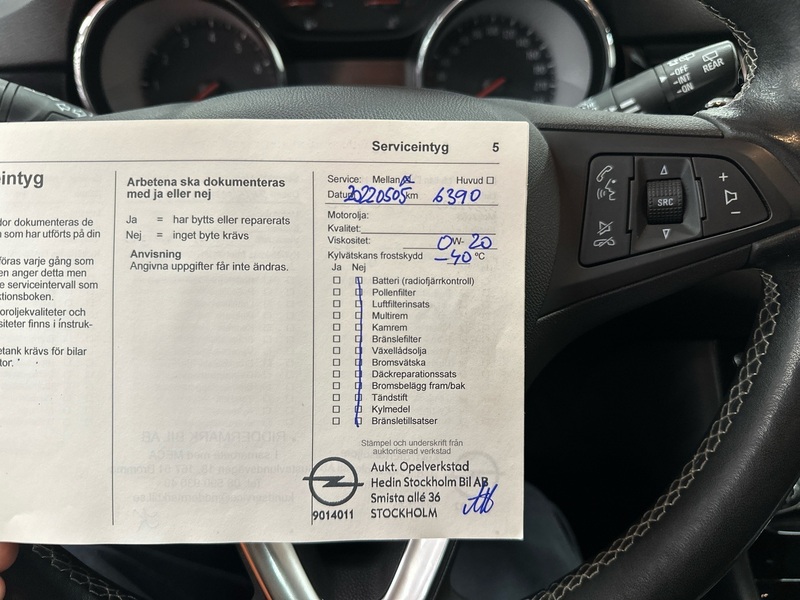 Serviceintyg 5
intyg
dor dokumenteras de
som har utförts på din
föras varje gång som
en anger detta men
e serviceintervall som
ktionsboken.
oroljekvaliteter och
siteter finns i instruk-
etank krävs för bilar
tor.
Arbetena ska dokumenteras
med ja eller nej
Ja = har bytts eller reparerats
Nej = inget byte krävs
Anvisning
Angivna uppgifter får inte ändras.
Service: Mellan Huvud
Datum 20220505 km 6390
Motorolja:
Kvalitet:
Viskositet: 0W-20
Kylvätskans frostskydd -40 °C
Ja Nej
Batteri (radiofjärrkontroll)
Pollenfilter
Luftfilterinsats
Multirem
Kamrem
Bränslefilter
Växellådsolja
Bromsvätska
Däckreparationssats
Bromsbelägg fram/bak
Tändstift
Kylmedel
Bränsletillsatser
Stämpel och underskrift från
auktoriserad verkstad
Aukt. Opelverkstad
Hedin Stockholm Bil AB
Smista allé 36
9014011 STOCKHOLM
OFF
INT
ON
REAR
SRC
+
−